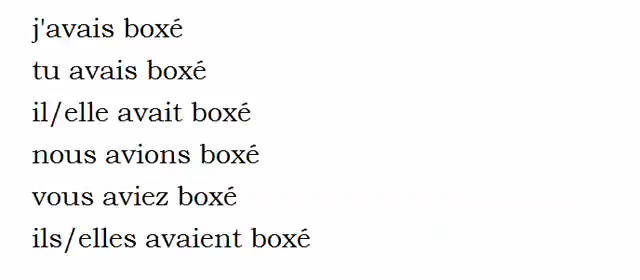 j'avais boxé
tu avais boxé
il/elle avait boxé
nous avions boxé
vous aviez boxé
ils/elles avaient boxé